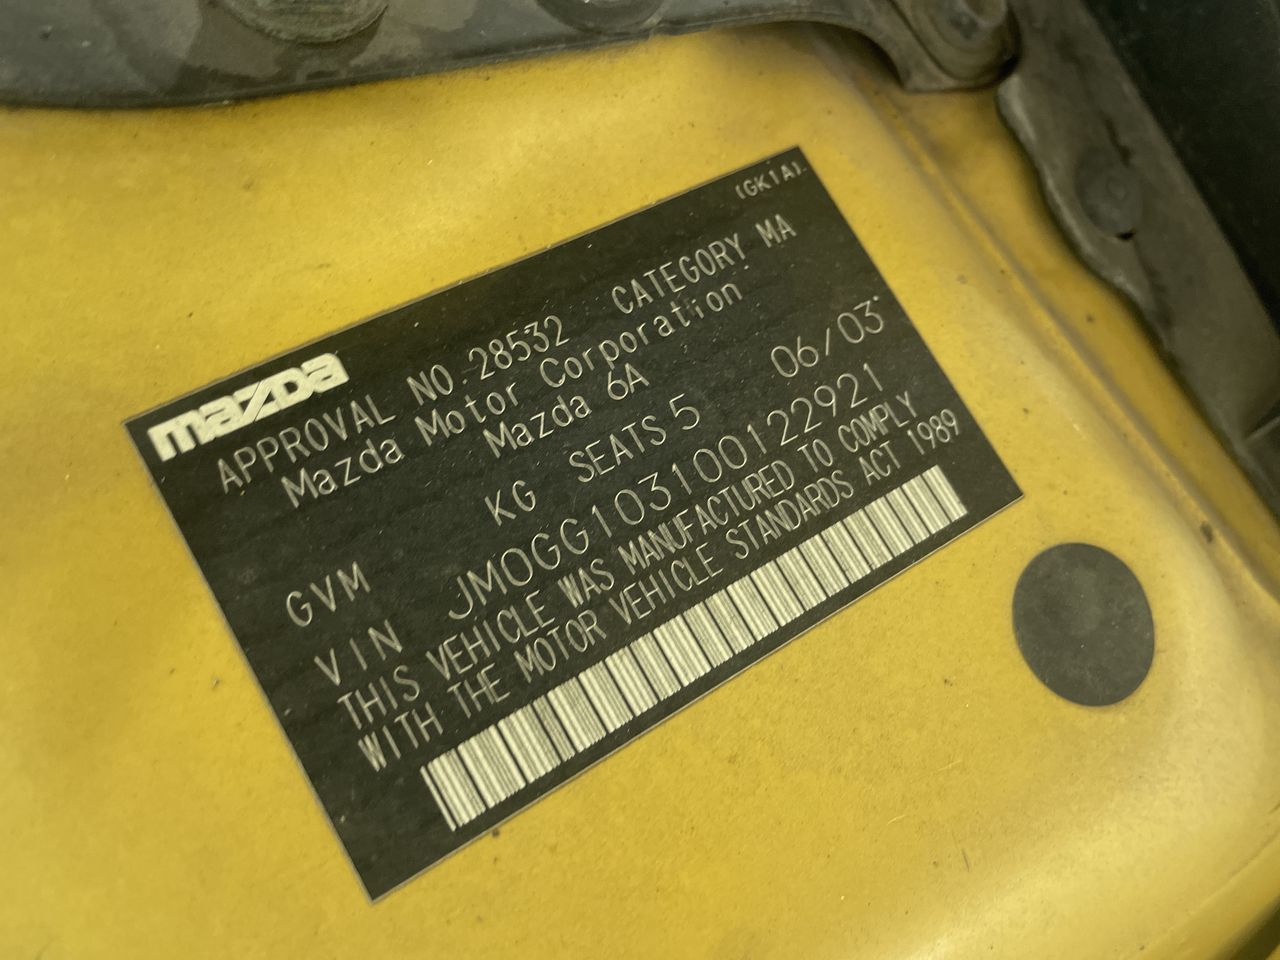 (GK1A)
mazda
APPROVAL NO. 28532 CATEGORY MA
Mazda Motor Corporation
Mazda 6A
GVM KG SEATS 5 06/03
VIN JM0GG103100122921
THIS VEHICLE WAS MANUFACTURED TO COMPLY
WITH THE MOTOR VEHICLE STANDARDS ACT 1989